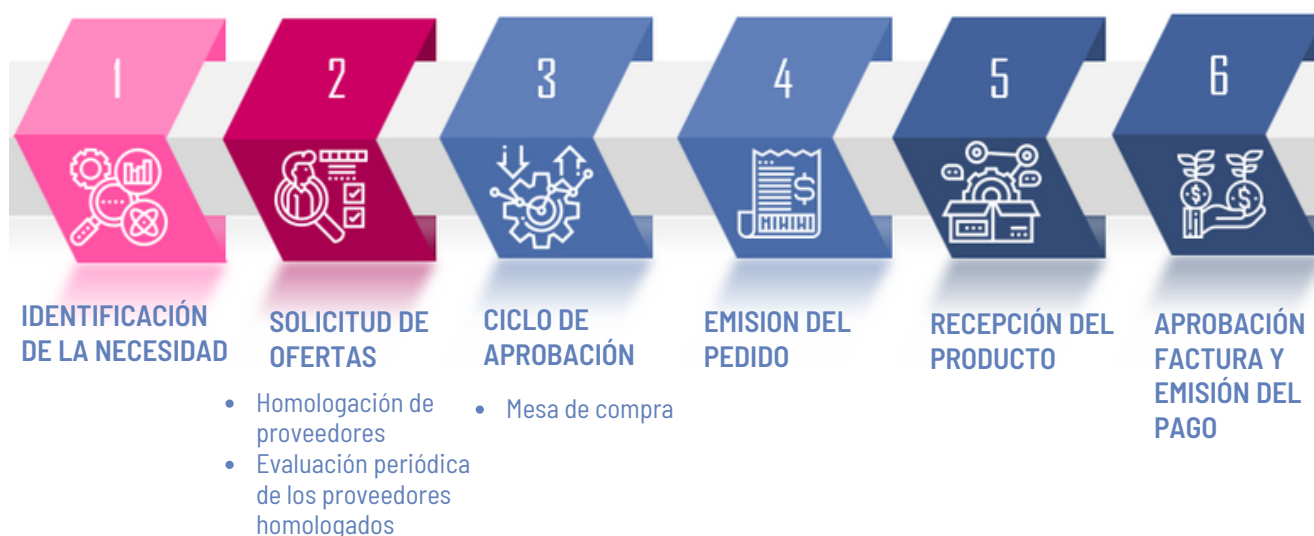 1
2
3
4
5
6
IDENTIFICACIÓN
DE LA NECESIDAD
SOLICITUD DE
OFERTAS
• Homologación de
proveedores
• Evaluación periódica
de los proveedores
homologados
CICLO DE
APROBACIÓN
• Mesa de compra
EMISION DEL
PEDIDO
RECEPCIÓN DEL
PRODUCTO
APROBACIÓN
FACTURA Y
EMISIÓN DEL
PAGO